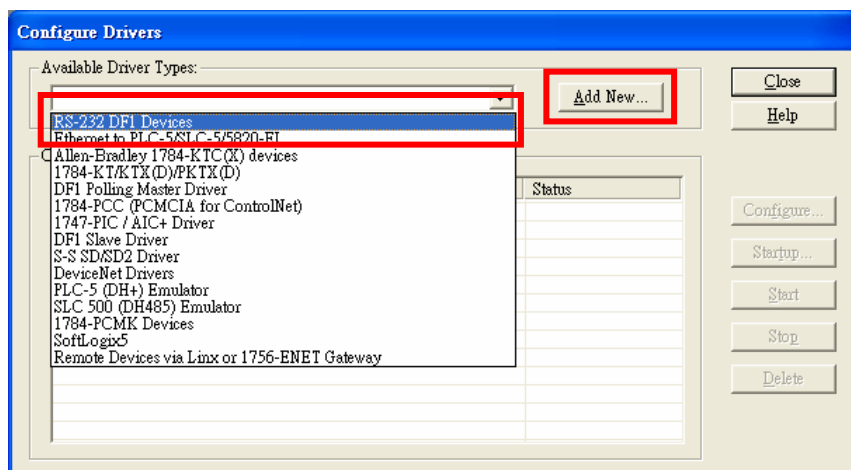 Configure Drivers
Available Driver Types:
Add New...
Close
Help
RS-232 DF1 Devices
Ethernet to PLC-5/SLC-5/5820-EI
Allen-Bradley 1784-KTC(X) devices
1784-KT/KTX(D)/PKTX(D)
DF1 Polling Master Driver
1784-PCC (PCMCIA for ControlNet)
1747-PIC / AIC+ Driver
DF1 Slave Driver
S-S SD/SD2 Driver
DeviceNet Drivers
PLC-5 (DH+) Emulator
SLC 500 (DH485) Emulator
1784-PCMK Devices
SoftLogix5
Remote Devices via Linx or 1756-ENET Gateway
Status
Configure...
Startup...
Start
Stop
Delete